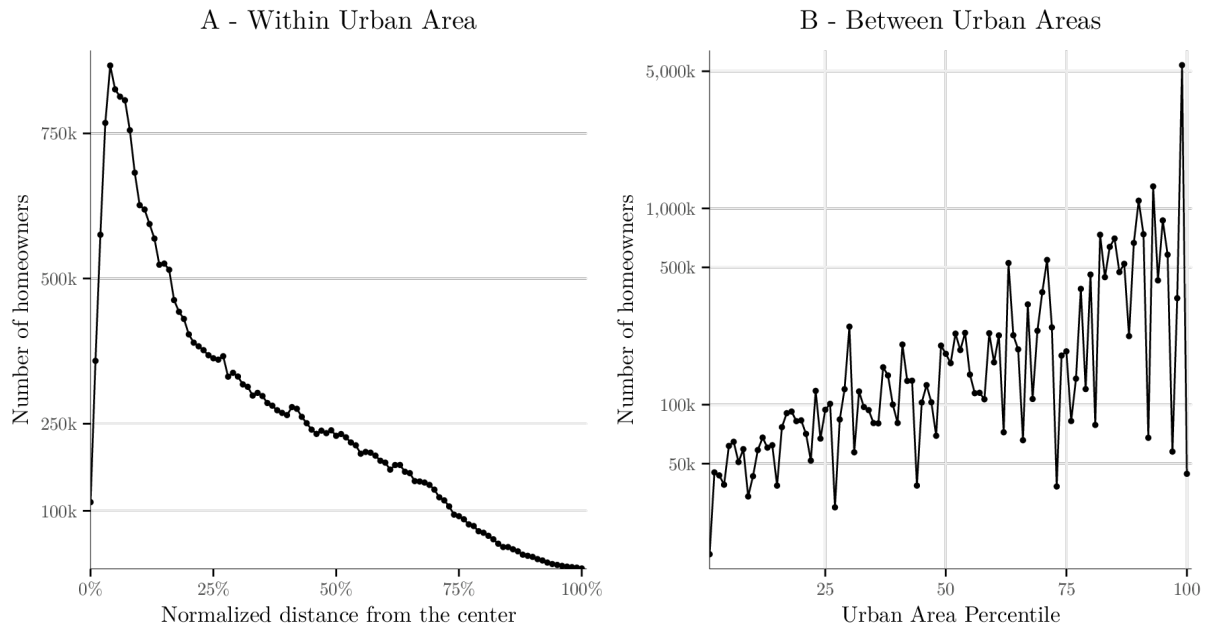 A - Within Urban Area
Number of homeowners
750k
500k
250k
100k
0%
25%
50%
75%
100%
Normalized distance from the center
B - Between Urban Areas
Number of homeowners
5,000k
1,000k
500k
100k
50k
25
50
75
100
Urban Area Percentile